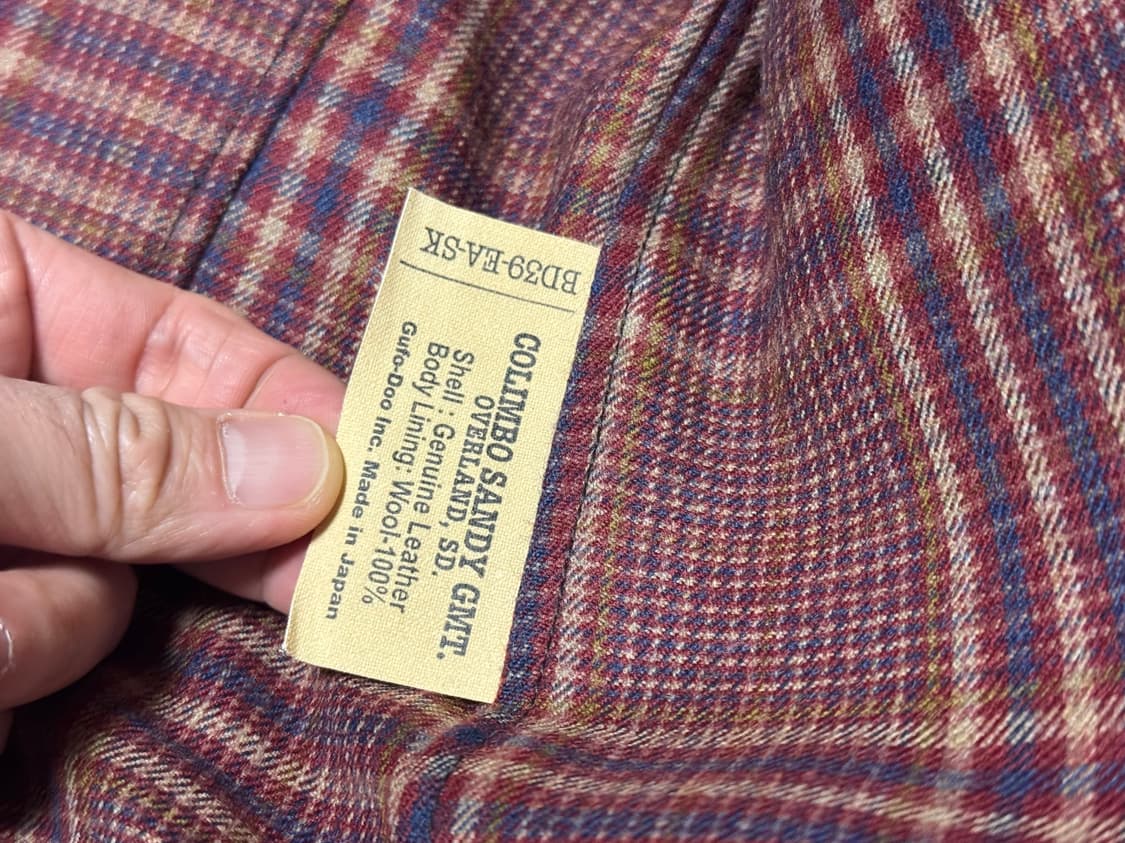 BD39-EA-SK
COLIMBO SANDY GMT.
OVERLAND, SD.
Shell : Genuine Leather
Body Lining: Wool-100%
Gufo-Doo Inc. Made in Japan